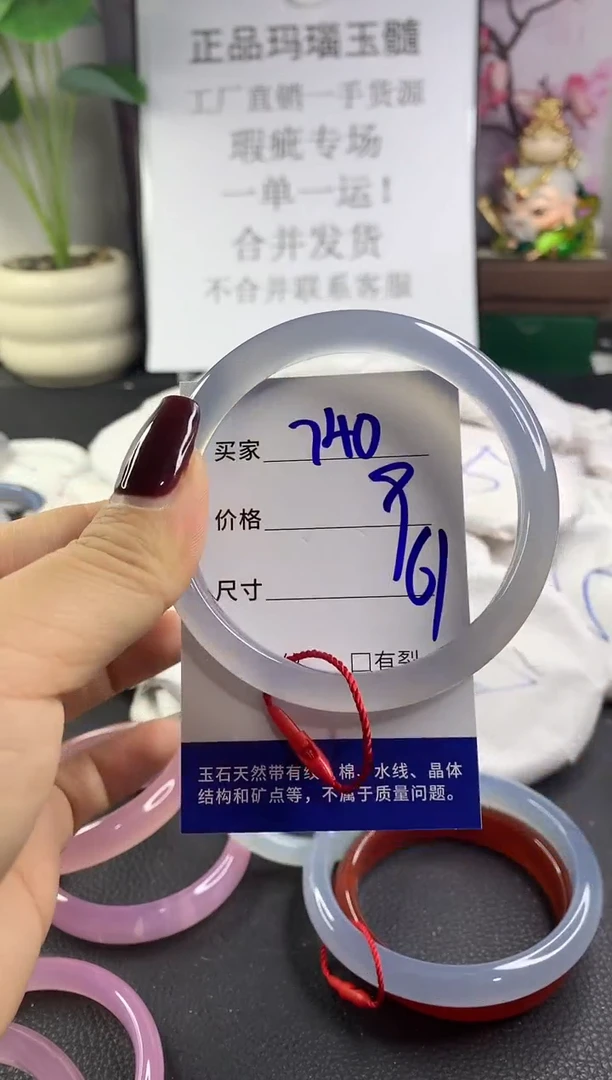 正品玛瑙玉髓
工厂直销一手货源
瑕疵专场
一单一运！
合并发货
不合并联系客服
买家 740
价格
尺寸 61
□有裂
玉石天然带有纹、棉、水线、晶体
结构和矿点等，不属于质量问题。